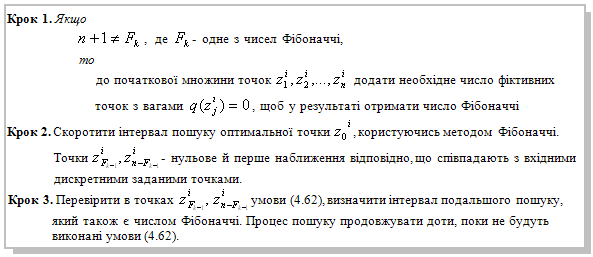 Крок 1. Якщо
n + 1 ≠ F_k , де F_k - одне з чисел Фібоначчі,
то
до початкової множини точок z_1^i, z_2^i, ..., z_n^i додати необхідне число фіктивних
точок з вагами q(z_j^i) = 0, щоб у результаті отримати число Фібоначчі
Крок 2. Скоротити інтервал пошуку оптимальної точки z_0^i, користуючись методом Фібоначчі.
Точки z_{F_{k-1}}^i, z_{n-F_{k-1}}^i - нульове й перше наближення відповідно, що співпадають з вхідними
дискретними заданими точками.
Крок 3. Перевірити в точках z_{F_{k-1}}^i, z_{n-F_{k-1}}^i умови (4.62), визначити інтервал подальшого пошуку,
який також є числом Фібоначчі. Процес пошуку продовжувати доти, поки не будуть
виконані умови (4.62).